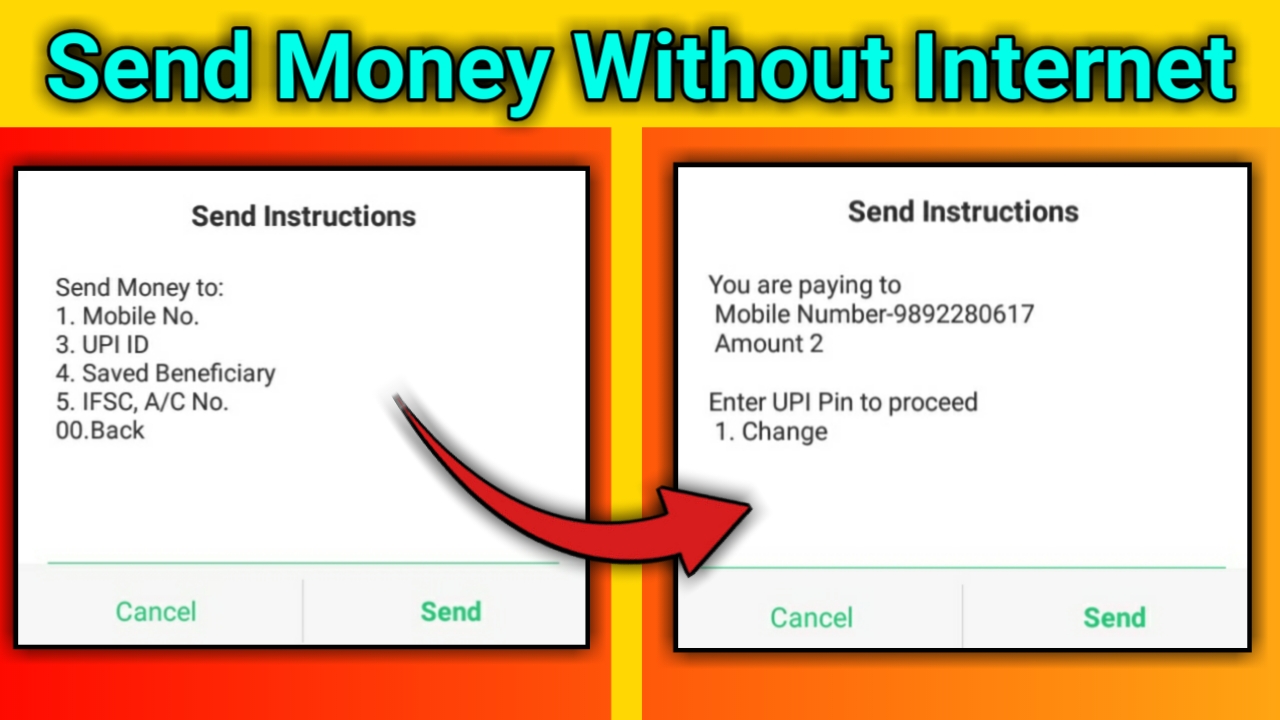 Send Money Without Internet
Send Instructions
Send Money to:
1. Mobile No.
3. UPI ID
4. Saved Beneficiary
5. IFSC, A/C No.
00.Back
Cancel
Send
Send Instructions
You are paying to
Mobile Number-9892280617
Amount 2
Enter UPI Pin to proceed
1. Change
Cancel
Send